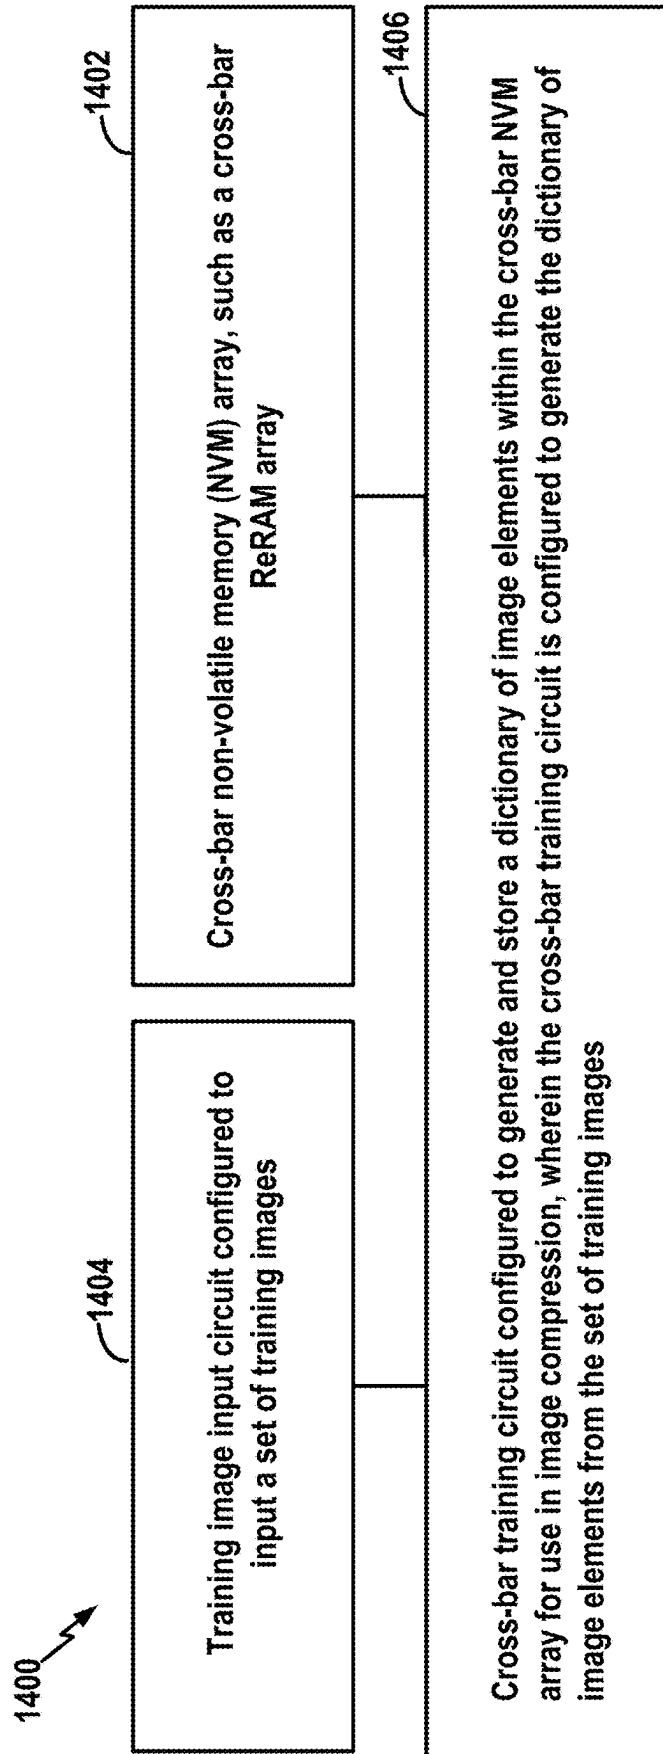 1400
1404
Training image input circuit configured to
input a set of training images
1402
Cross-bar non-volatile memory (NVM) array, such as a cross-bar
ReRAM array
1406
Cross-bar training circuit configured to generate and store a dictionary of image elements within the cross-bar NVM
array for use in image compression, wherein the cross-bar training circuit is configured to generate the dictionary of
image elements from the set of training images